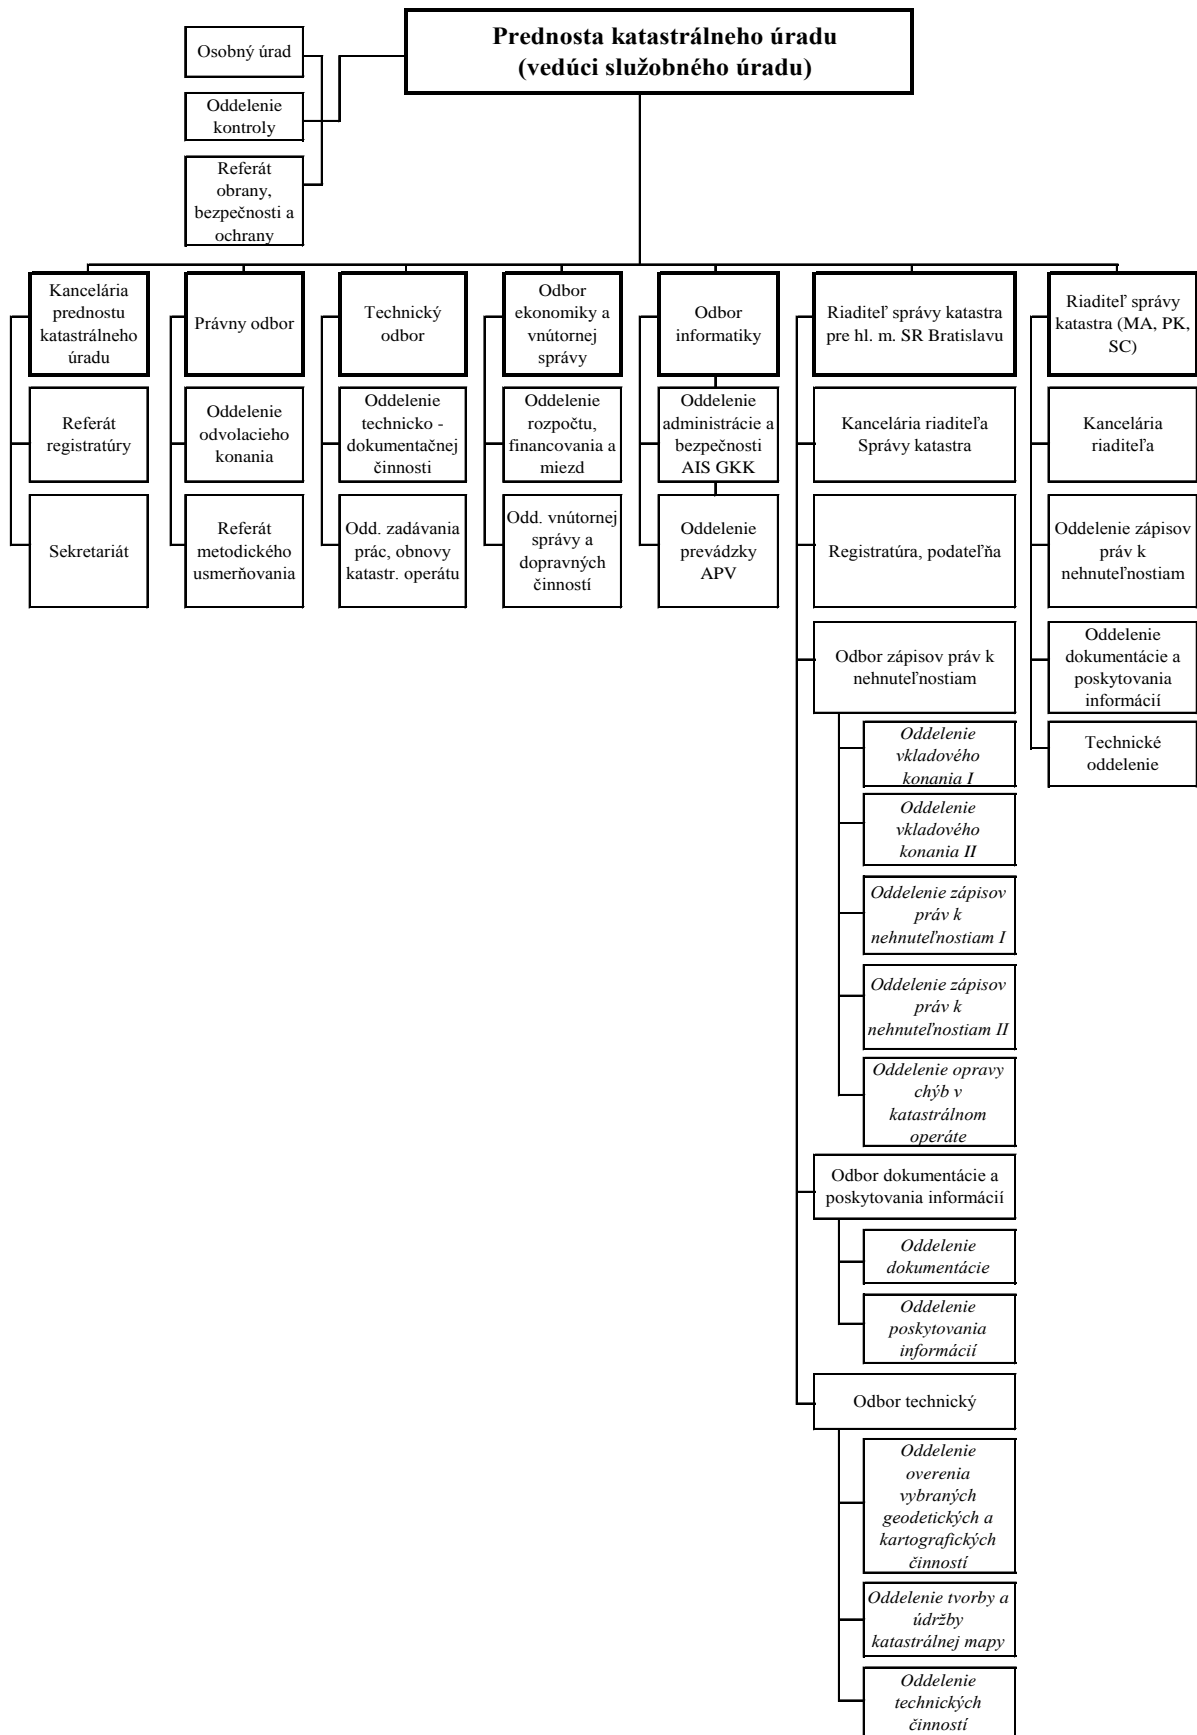 Prednosta katastrálneho úradu
(vedúci služobného úradu)
Osobný úrad
Oddelenie
kontroly
Referát
obrany,
bezpečnosti a
ochrany
Kancelária
prednostu
katastrálneho
úradu
Referát
registratúry
Sekretariát
Právny odbor
Oddelenie
odvolacieho
konania
Referát
metodického
usmerňovania
Technický
odbor
Oddelenie
technicko -
dokumentačnej
činnosti
Odd. zadávania
prác, obnovy
katastr. operátu
Odbor
ekonomiky a
vnútornej
správy
Oddelenie
rozpočtu,
financovania a
miezd
Odd. vnútornej
správy a
dopravných
činností
Odbor
informatiky
Oddelenie
administrácie a
bezpečnosti
AIS GKK
Oddelenie
prevádzky
APV
Riaditeľ správy katastra
pre hl. m. SR Bratislavu
Kancelária riaditeľa
Správy katastra
Registratúra, podateľňa
Odbor zápisov práv k
nehnuteľnostiam
Oddelenie
vkladového
konania I
Oddelenie
vkladového
konania II
Oddelenie zápisov
práv k
nehnuteľnostiam I
Oddelenie zápisov
práv k
nehnuteľnostiam II
Oddelenie opravy
chýb v
katastrálnom
operáte
Odbor dokumentácie a
poskytovania informácií
Oddelenie
dokumentácie
Oddelenie
poskytovania
informácií
Odbor technický
Oddelenie
overenia
vybraných
geodetických a
kartografických
činností
Oddelenie tvorby a
údržby
katastrálnej mapy
Oddelenie
technických
činností
Riaditeľ správy
katastra (MA, PK,
SC)
Kancelária
riaditeľa
Oddelenie zápisov
práv k
nehnuteľnostiam
Oddelenie
dokumentácie a
poskytovania
informácií
Technické
oddelenie